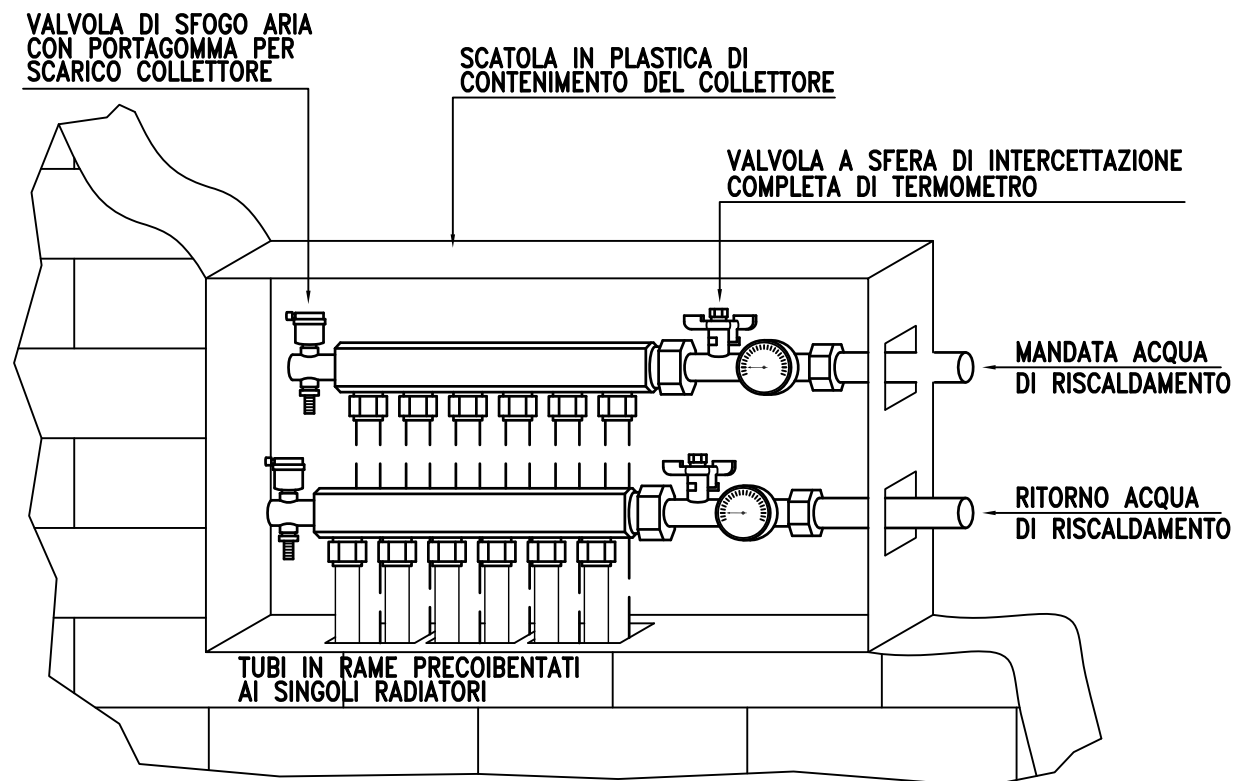 VALVOLA DI SFOGO ARIA
CON PORTAGOMMA PER
SCARICO COLLETTORE
SCATOLA IN PLASTICA DI
CONTENIMENTO DEL COLLETTORE
VALVOLA A SFERA DI INTERCETTAZIONE
COMPLETA DI TERMOMETRO
MANDATA ACQUA
DI RISCALDAMENTO
RITORNO ACQUA
DI RISCALDAMENTO
TUBI IN RAME PRECOIBENTATI
AI SINGOLI RADIATORI